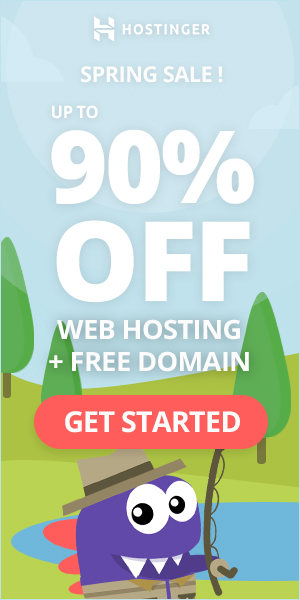 HOSTINGER
SPRING SALE !
UP TO
90%
OFF
WEB HOSTING
+ FREE DOMAIN
GET STARTED